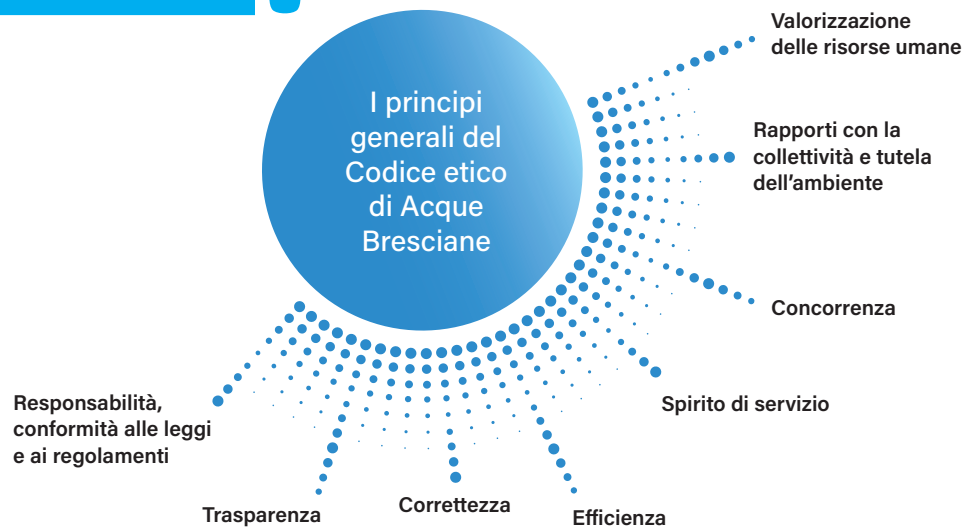 I principi
generali del
Codice etico
di Acque
Bresciane
Valorizzazione
delle risorse umane
Rapporti con la
collettività e tutela
dell'ambiente
Concorrenza
Spirito di servizio
Efficienza
Correttezza
Trasparenza
Responsabilità,
conformità alle leggi
e ai regolamenti